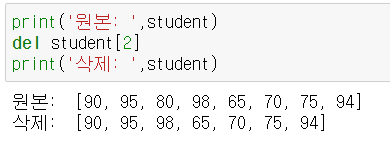 print('원본: ',student)
del student[2]
print('삭제: ',student)
원본:  [90, 95, 80, 98, 65, 70, 75, 94]
삭제:  [90, 95, 98, 65, 70, 75, 94]